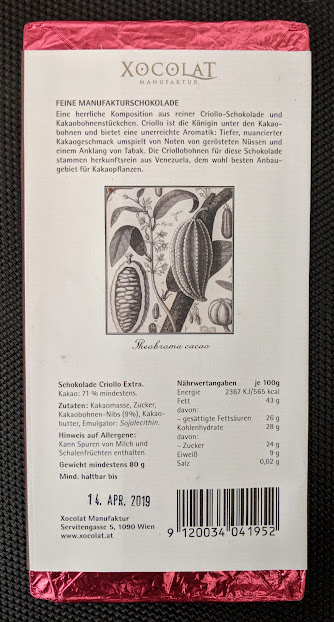 XOCOLAT
MANUFAKTUR
FEINE MANUFAKTURSCHOKOLADE
Eine herrliche Komposition aus reiner Criollo-Schokolade und
Kakaobohnenstückchen. Criollo ist die Königin unter den Kakao-
bohnen und bietet eine unerreichte Aromatik: Tiefer, nuancierter
Kakaogeschmack umspielt von Noten von gerösteten Nüssen und
einem Anklang von Tabak. Die Criollobohnen für diese Schokolade
stammen herkunftsrein aus Venezuela, dem wohl besten Anbau-
gebiet für Kakaopflanzen.
Theobroma cacao
Schokolade Criollo Extra.
Kakao: 71 % mindestens.
Zutaten: Kakaomasse, Zucker,
Kakaobohnen-Nibs (9%), Kakao-
butter, Emulgator: Sojalecithin.
Hinweis auf Allergene:
Kann Spuren von Milch und
Schalenfrüchten enthalten.
Gewicht mindestens 80 g
Mind. haltbar bis
14. APR. 2019
Xocolat Manufaktur
Servitengasse 5, 1090 Wien
www.xocolat.at
Nährwertangaben je 100g
Energie 2367 KJ/565 kcal
Fett 43 g
davon:
– gesättigte Fettsäuren 26 g
Kohlenhydrate 28 g
davon:
– Zucker 24 g
Eiweiß 9 g
Salz 0,02 g
9 120034 041952